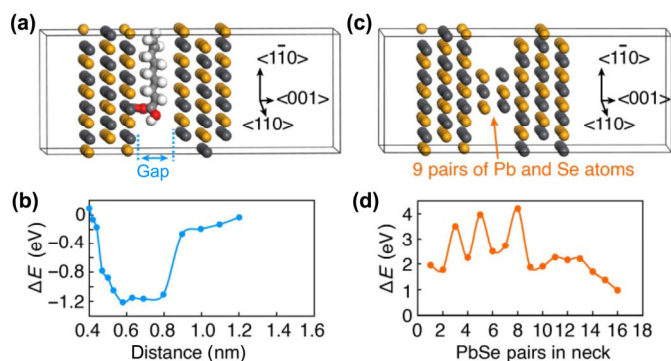 (a)
<11̄0>
<001>
<110>
Gap
(c)
<11̄0>
<001>
<110>
9 pairs of Pb and Se atoms
(b)
ΔE (eV)
0
−0.4
−0.8
−1.2
0.4 0.6 0.8 1.0 1.2 1.4 1.6
Distance (nm)
(d)
ΔE (eV)
4
3
2
1
0
0 2 4 6 8 10 12 14 16 18
PbSe pairs in neck